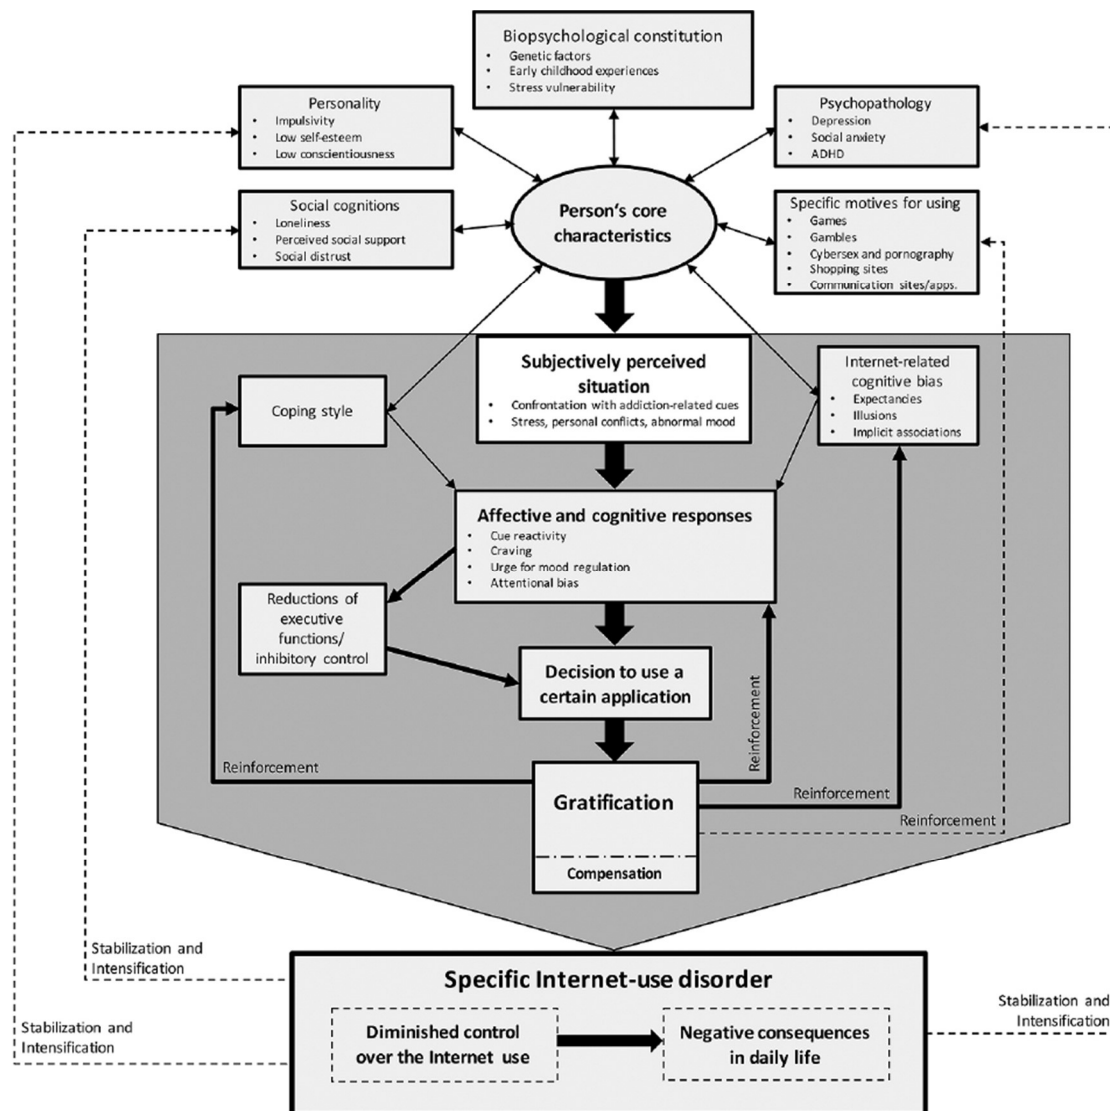 Biopsychological constitution
• Genetic factors
• Early childhood experiences
• Stress vulnerability
Personality
• Impulsivity
• Low self-esteem
• Low conscientiousness
Psychopathology
• Depression
• Social anxiety
• ADHD
Social cognitions
• Loneliness
• Perceived social support
• Social distrust
Person‘s core
characteristics
Specific motives for using
• Games
• Gambles
• Cybersex and pornography
• Shopping sites
• Communication sites/apps.
Subjectively perceived
situation
• Confrontation with addiction-related cues
• Stress, personal conflicts, abnormal mood
Coping style
Internet-related
cognitive bias
• Expectancies
• Illusions
• Implicit associations
Affective and cognitive responses
• Cue reactivity
• Craving
• Urge for mood regulation
• Attentional bias
Reductions of
executive
functions/
inhibitory control
Decision to use a
certain application
Reinforcement
Reinforcement
Gratification
Reinforcement
Reinforcement
Compensation
Stabilization and
Intensification
Specific Internet-use disorder
Stabilization and
Intensification
Stabilization and
Intensification
Diminished control
over the Internet use
Negative consequences
in daily life